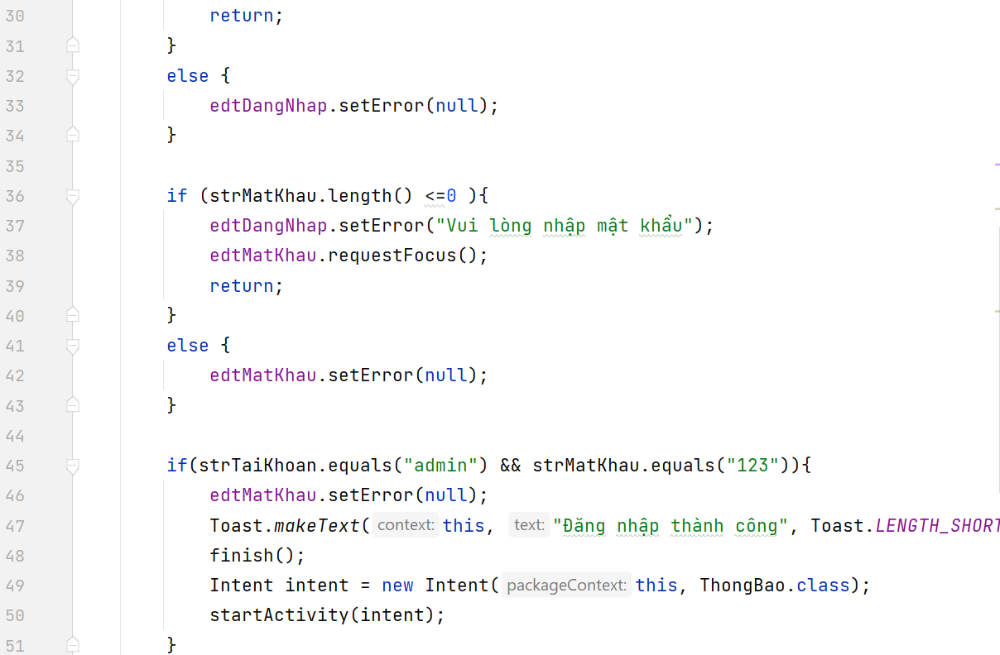 30 return;
31 }
32 else {
33 edtDangNhap.setError(null);
34 }
35
36 if (strMatKhau.length() <=0 ){
37 edtDangNhap.setError("Vui lòng nhập mật khẩu");
38 edtMatKhau.requestFocus();
39 return;
40 }
41 else {
42 edtMatKhau.setError(null);
43 }
44
45 if(strTaiKhoan.equals("admin") && strMatKhau.equals("123")){
46 edtMatKhau.setError(null);
47 Toast.makeText( context: this, text: "Đăng nhập thành công", Toast.LENGTH_SHORT
48 finish();
49 Intent intent = new Intent( packageContext: this, ThongBao.class);
50 startActivity(intent);
51 }